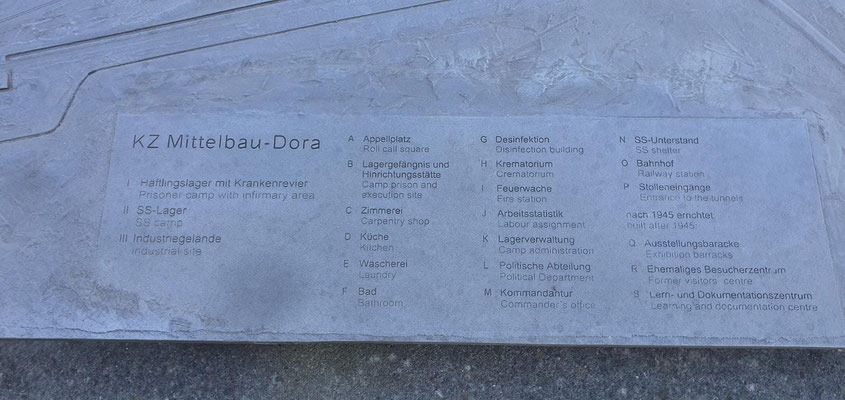 KZ Mittelbau-Dora
I Häftlingslager mit Krankenrevier
Prisoner camp with infirmary area
II SS-Lager
SS camp
III Industriegelände
Industrial site
A Appellplatz
Roll call square
B Lagergefängnis und
Hinrichtungsstätte
Camp prison and
execution site
C Zimmerei
Carpentry shop
D Küche
Kitchen
E Wäscherei
Laundry
F Bad
Bathroom
G Desinfektion
Disinfection building
H Krematorium
Crematorium
I Feuerwache
Fire station
J Arbeitsstatistik
Labour assignment
K Lagerverwaltung
Camp administration
L Politische Abteilung
Political Department
M Kommandantur
Commander's office
N SS-Unterstand
SS shelter
O Bahnhof
Railway station
P Stolleneingänge
Entrance to the tunnels
nach 1945 errichtet
built after 1945:
Q Ausstellungsbaracke
Exhibition barracks
R Ehemaliges Besucherzentrum
Former visitors' centre
S Lern- und Dokumentationszentrum
Learning and documentation centre